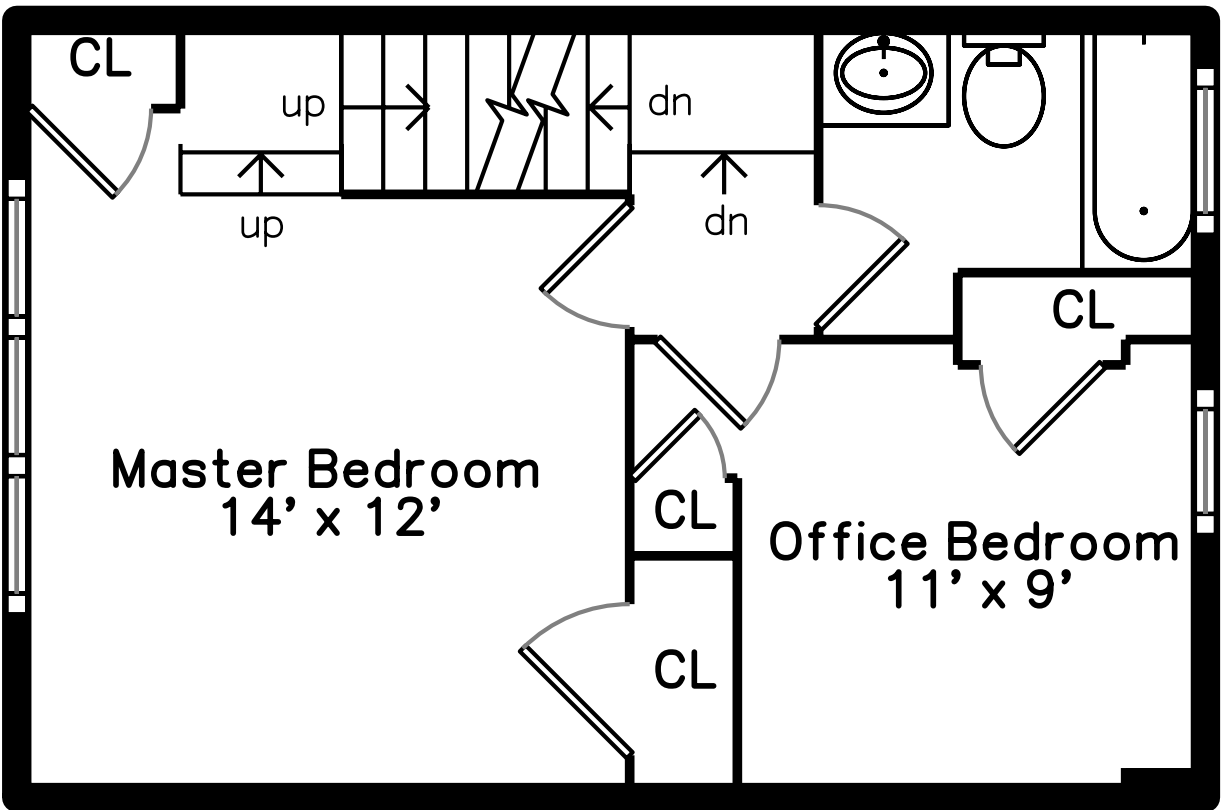 CL
up
dn
up
dn
CL
Master Bedroom
14’ x 12’
CL
Office Bedroom
11’ x 9’
CL